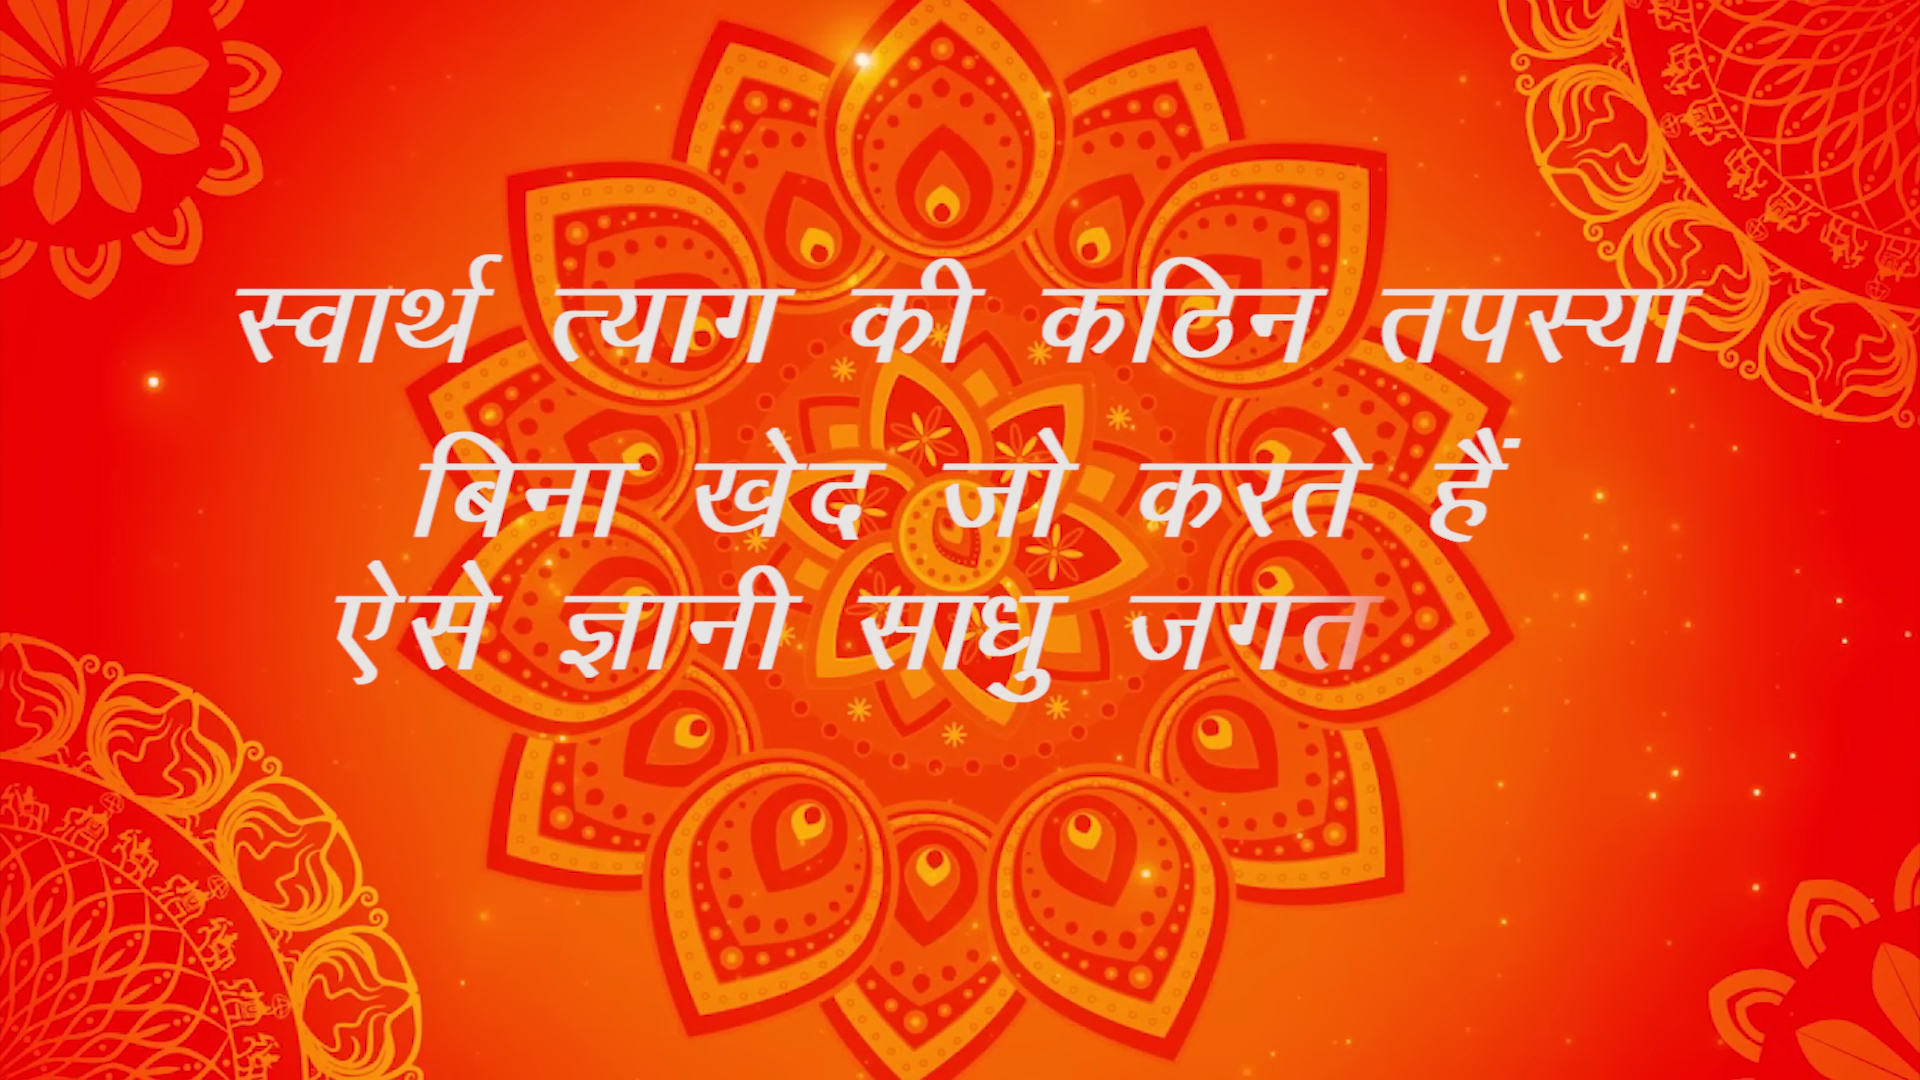 स्वार्थ त्याग की कठिन तपस्या
बिना खेद जो करते हैं
ऐसे ज्ञानी साधु जगत